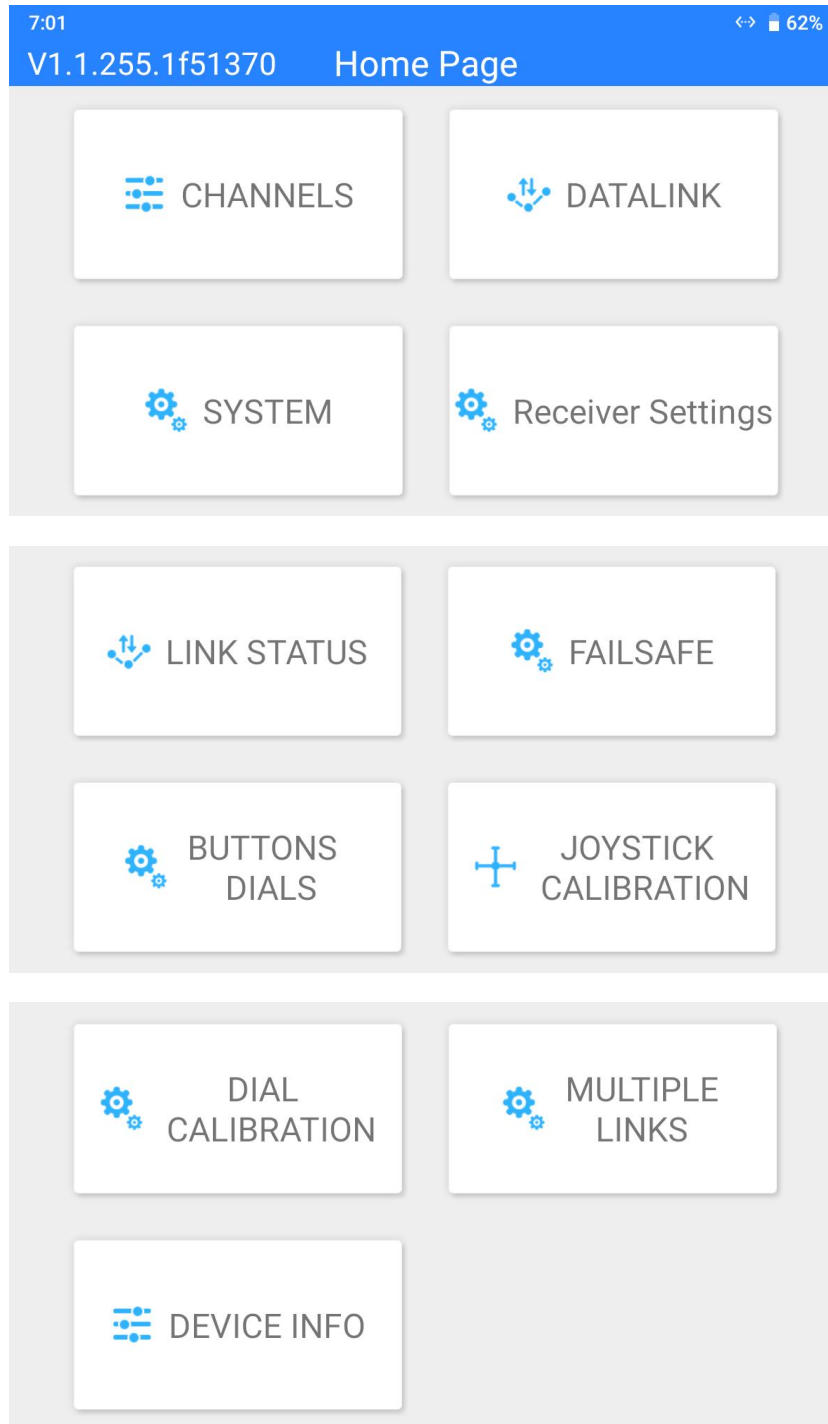 7:01 62%
V1.1.255.1f51370 Home Page
CHANNELS
DATALINK
SYSTEM
Receiver Settings
LINK STATUS
FAILSAFE
BUTTONS
DIALS
JOYSTICK
CALIBRATION
DIAL
CALIBRATION
MULTIPLE
LINKS
DEVICE INFO